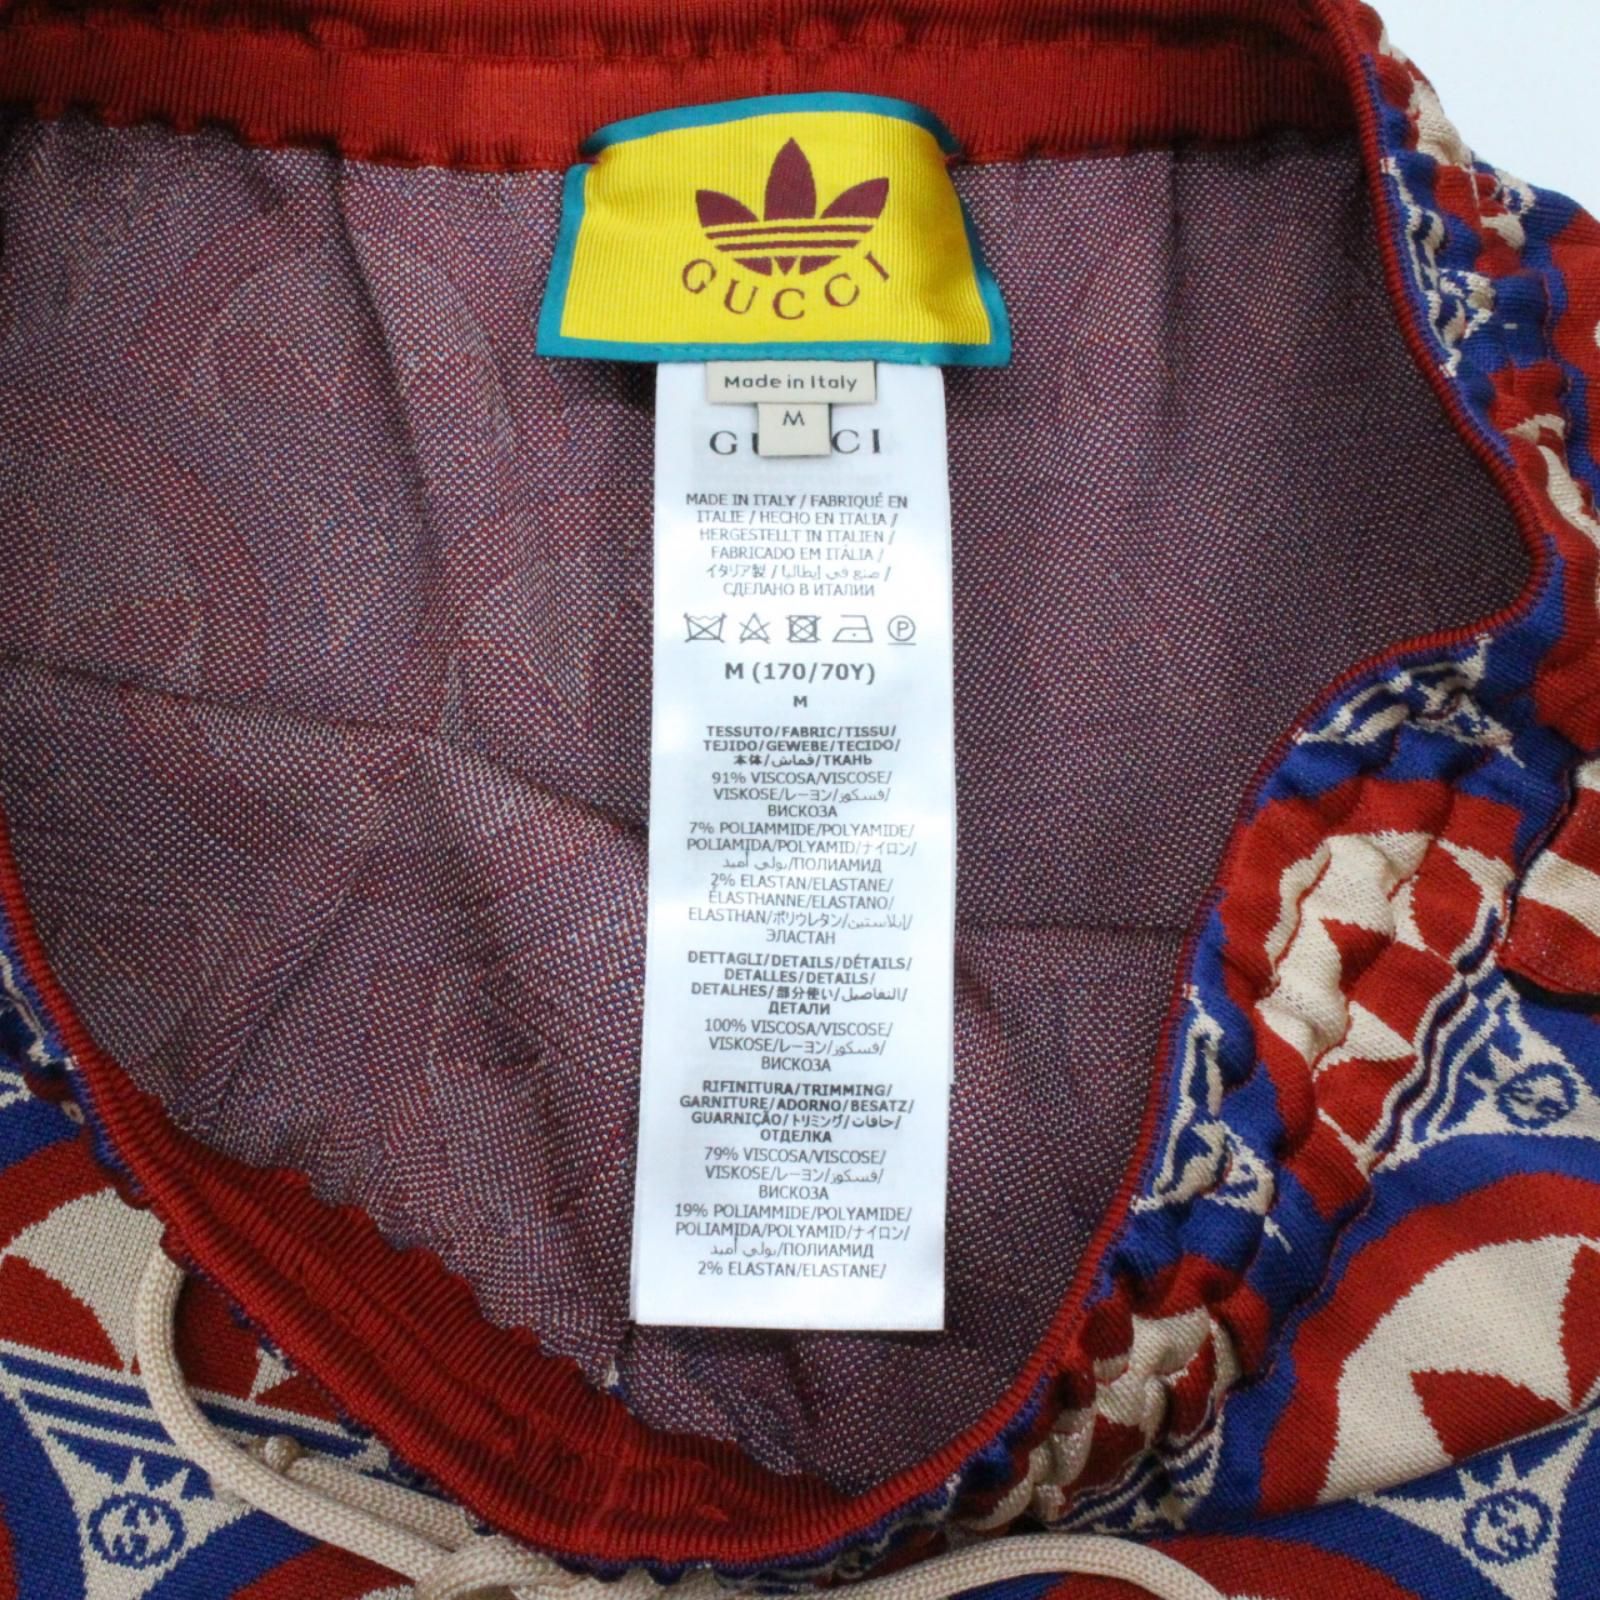 GUCCI
Made in Italy
M
GUCCI
MADE IN ITALY / FABRIQUÉ EN
ITALIE / HECHO EN ITALIA /
HERGESTELLT IN ITALIEN /
FABRICADO EM ITÁLIA /
イタリア製 / صنع في إيطاليا /
СДЕЛАНО В ИТАЛИИ
P
M (170/70Y)
M
TESSUTO/FABRIC/TISSU/
TEJIDO/GEWEBE/TECIDO/
本体/قماش/ТКАНЬ
91% VISCOSA/VISCOSE/
VISKOSE/レーヨン/فسكوز/
ВИСКОЗА
7% POLIAMMIDE/POLYAMIDE/
POLIAMIDA/POLYAMID/ナイロン/
بولي أميد/ПОЛИАМИД
2% ELASTAN/ELASTANE/
ÉLASTHANNE/ELASTANO/
ELASTHAN/ポリウレタン/إيلاستين/
ЭЛАСТАН
DETTAGLI/DETAILS/DÉTAILS/
DETALLES/DETAILS/
DETALHES/部分使い/التفاصيل/
ДЕТАЛИ
100% VISCOSA/VISCOSE/
VISKOSE/レーヨン/فسكوز/
ВИСКОЗА
RIFINITURA/TRIMMING/
GARNITURE/ADORNO/BESATZ/
GUARNIÇÃO/トリミング/حافات/
ОТДЕЛКА
79% VISCOSA/VISCOSE/
VISKOSE/レーヨン/فسكوز/
ВИСКОЗА
19% POLIAMMIDE/POLYAMIDE/
POLIAMIDA/POLYAMID/ナイロン/
بولي أميد/ПОЛИАМИД
2% ELASTAN/ELASTANE/